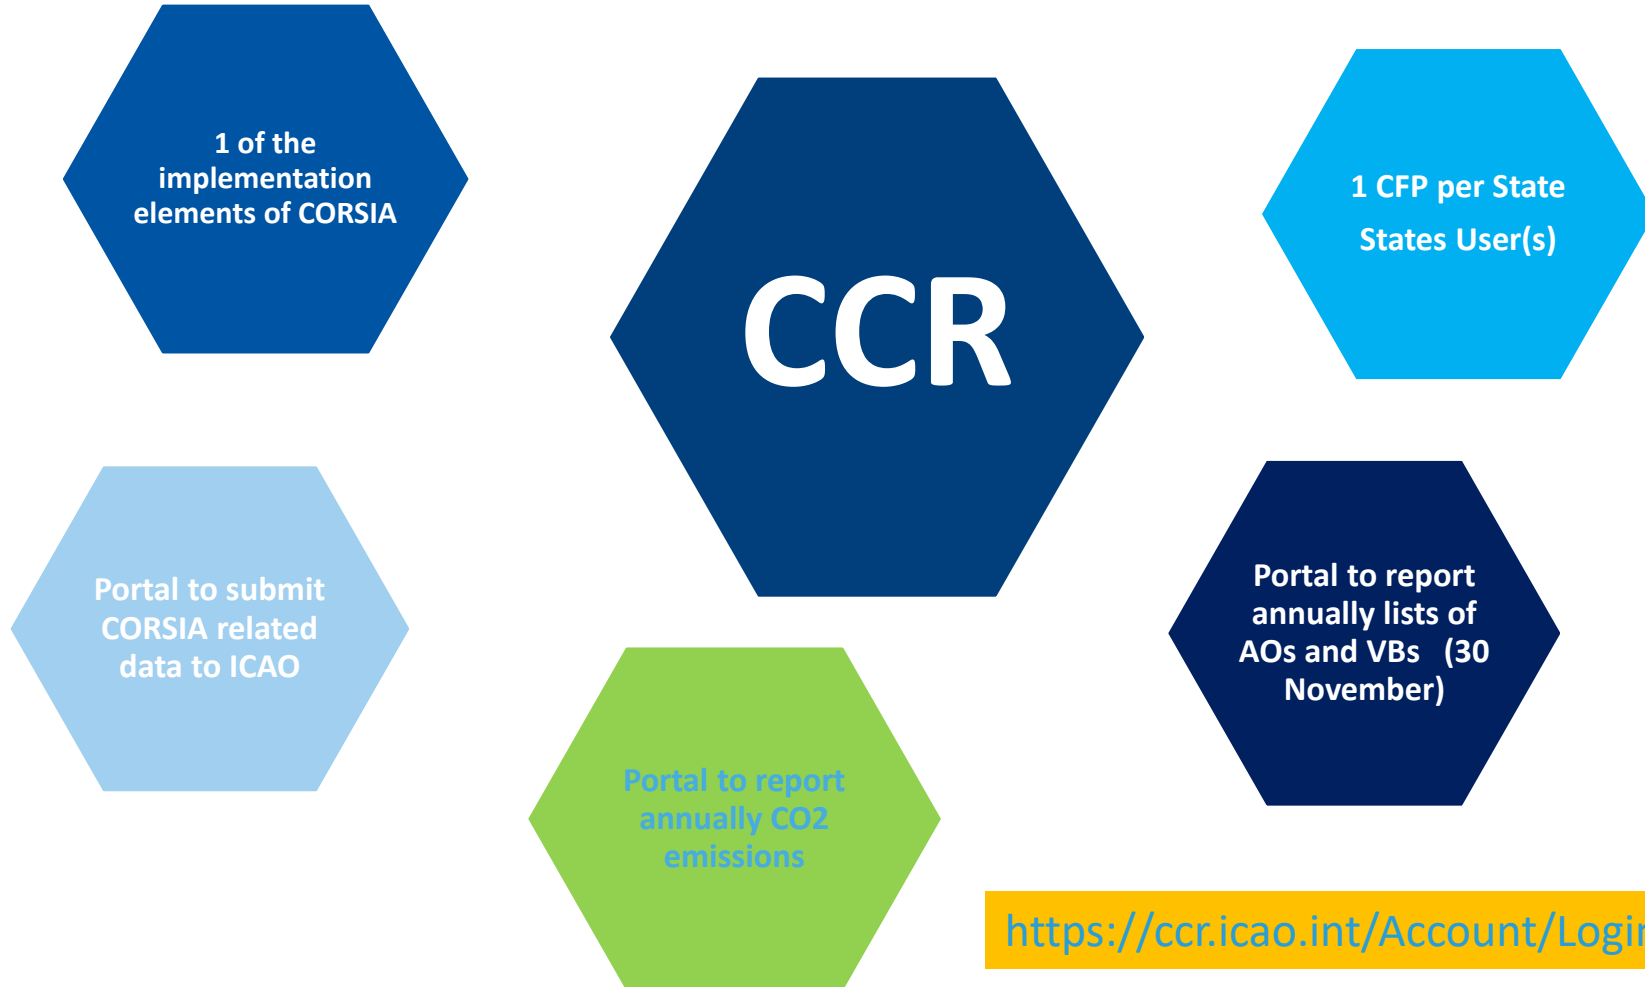 1 of the
implementation
elements of CORSIA
CCR
1 CFP per State
States User(s)
Portal to submit
CORSIA related
data to ICAO
Portal to report
annually CO2
emissions
Portal to report
annually lists of
AOs and VBs (30
November)
https://ccr.icao.int/Account/Login